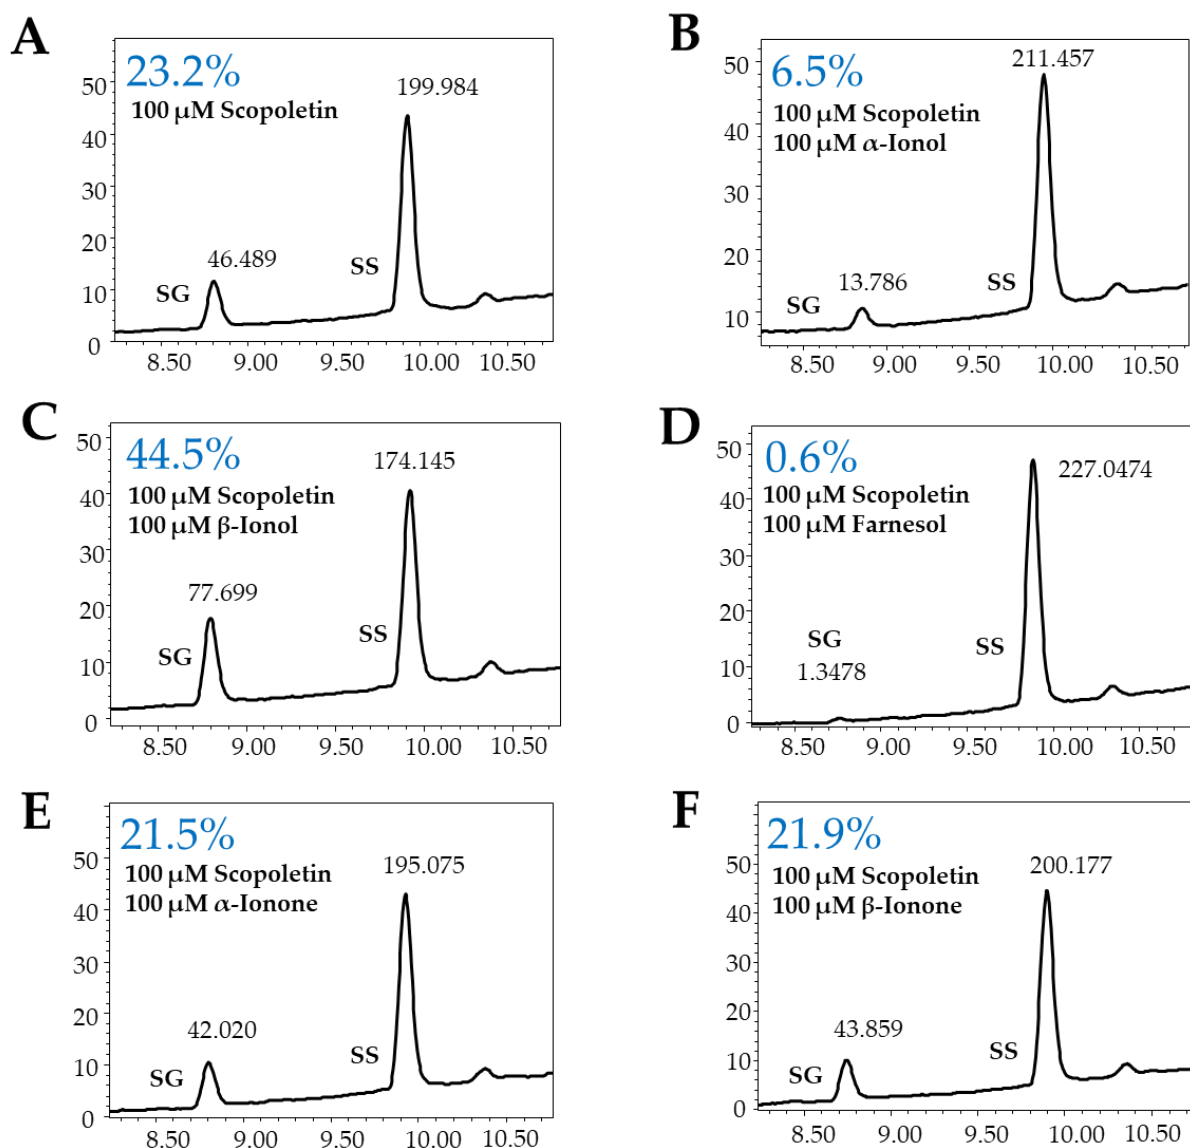 A
23.2%
100 μM Scopoletin
199.984
46.489
SG
SS
50
40
30
20
10
0
8.50 9.00 9.50 10.00 10.50
B
6.5%
100 μM Scopoletin
100 μM α-Ionol
211.457
13.786
SG
SS
50
40
30
20
10
8.50 9.00 9.50 10.00 10.50
C
44.5%
100 μM Scopoletin
100 μM β-Ionol
174.145
77.699
SG
SS
50
40
30
20
10
0
8.50 9.00 9.50 10.00 10.50
D
0.6%
100 μM Scopoletin
100 μM Farnesol
227.0474
SG
1.3478
SS
50
40
30
20
10
0
8.50 9.00 9.50 10.00 10.50
E
21.5%
100 μM Scopoletin
100 μM α-Ionone
195.075
42.020
SG
SS
50
40
30
20
10
0
8.50 9.00 9.50 10.00 10.50
F
21.9%
100 μM Scopoletin
100 μM β-Ionone
200.177
43.859
SG
SS
50
40
30
20
10
0
8.50 9.00 9.50 10.00 10.50